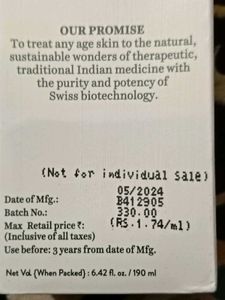 OUR PROMISE
To treat any age skin to the natural,
sustainable wonders of therapeutic,
traditional Indian medicine with
the purity and potency of
Swiss biotechnology.
(Not for individual sale)
Date of Mfg.: 05/2024
Batch No.: B412905
Max Retail price ₹: 330.00
(Inclusive of all taxes) (RS.1.74/ml)
Use before: 3 years from date of Mfg.
Net Vol. (When Packed) : 6.42 fl. oz. / 190 ml